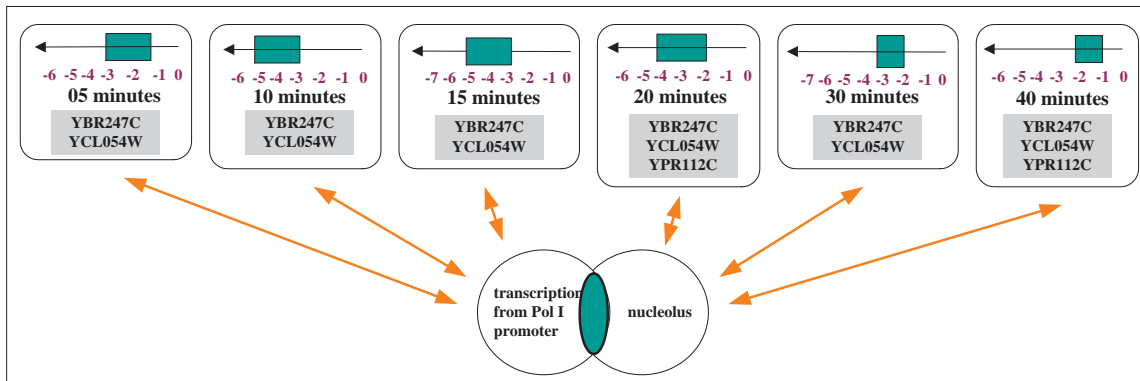 -6 -5 -4 -3 -2 -1 0
05 minutes
YBR247C
YCL054W
-6 -5 -4 -3 -2 -1 0
10 minutes
YBR247C
YCL054W
-7 -6 -5 -4 -3 -2 -1 0
15 minutes
YBR247C
YCL054W
-6 -5 -4 -3 -2 -1 0
20 minutes
YBR247C
YCL054W
YPR112C
-7 -6 -5 -4 -3 -2 -1 0
30 minutes
YBR247C
YCL054W
-6 -5 -4 -3 -2 -1 0
40 minutes
YBR247C
YCL054W
YPR112C
transcription
from Pol I
promoter
nucleolus